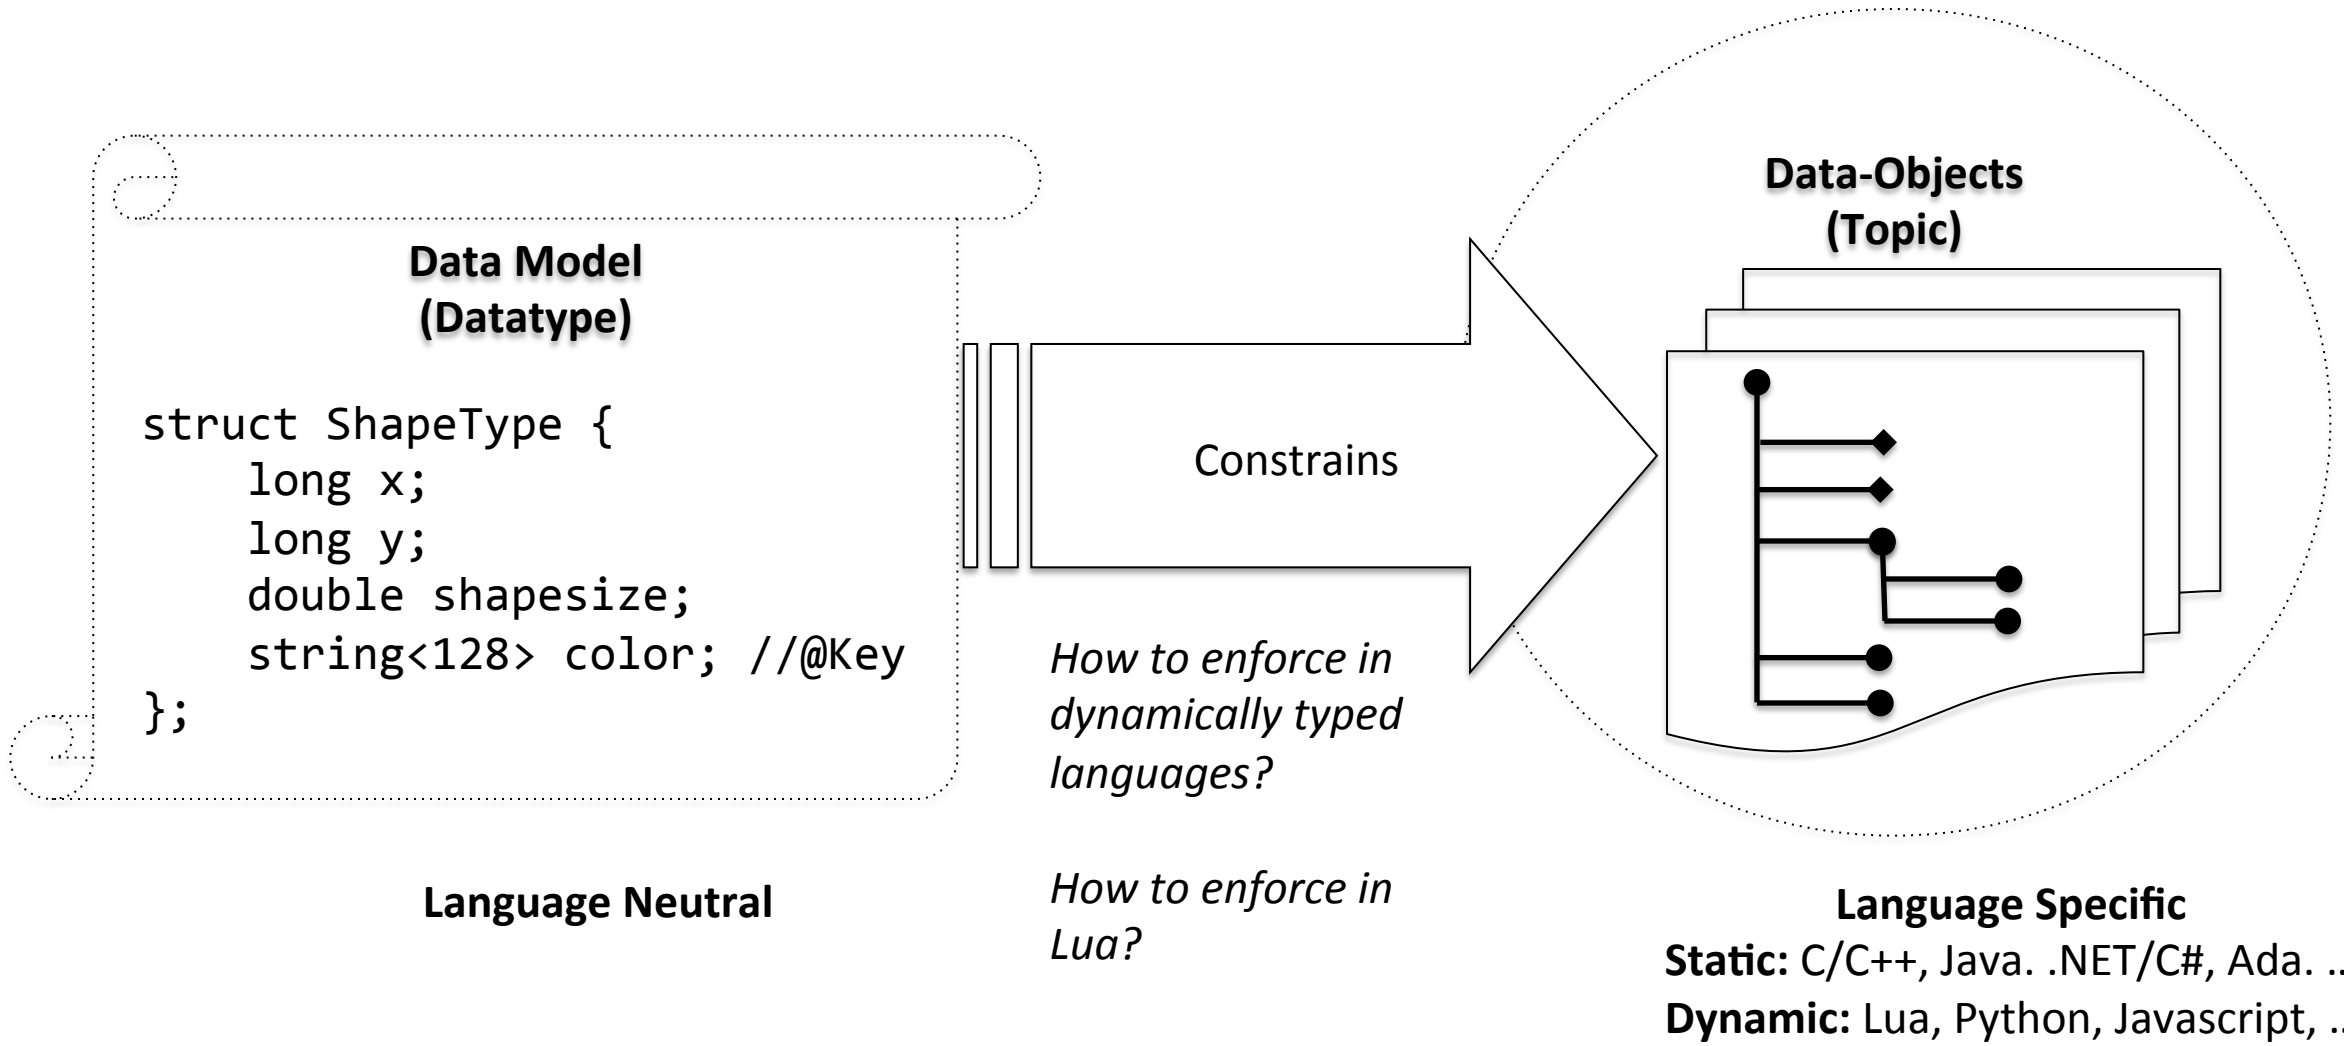 Data Model
(Datatype)
struct ShapeType {
    long x;
    long y;
    double shapesize;
    string<128> color; //@Key
};
Language Neutral
Constrains
How to enforce in
dynamically typed
languages?
How to enforce in
Lua?
Data-Objects
(Topic)
Language Specific
Static: C/C++, Java. .NET/C#, Ada. ..
Dynamic: Lua, Python, Javascript, ..